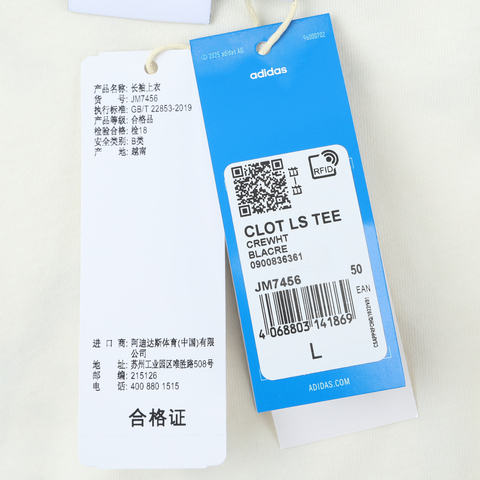 产品名称: 长袖上衣
货 号: JM7456
执行标准: GB/T 22853-2019
产品等级: 合格品
检验合格: 检18
安全类别: B类
产 地: 越南
进 口 商: 阿迪达斯体育(中国)有限
公司
地 址: 苏州工业园区唯胜路508号
邮 编: 215126
电 话: 400 880 1515
合格证
© 2025 adidas AG
adidas
RFID
CLOT LS TEE
CREWHT
BLACRE
0900836361
JM7456
50
EAN
4 068803 141869
L
ADIDAS.COM